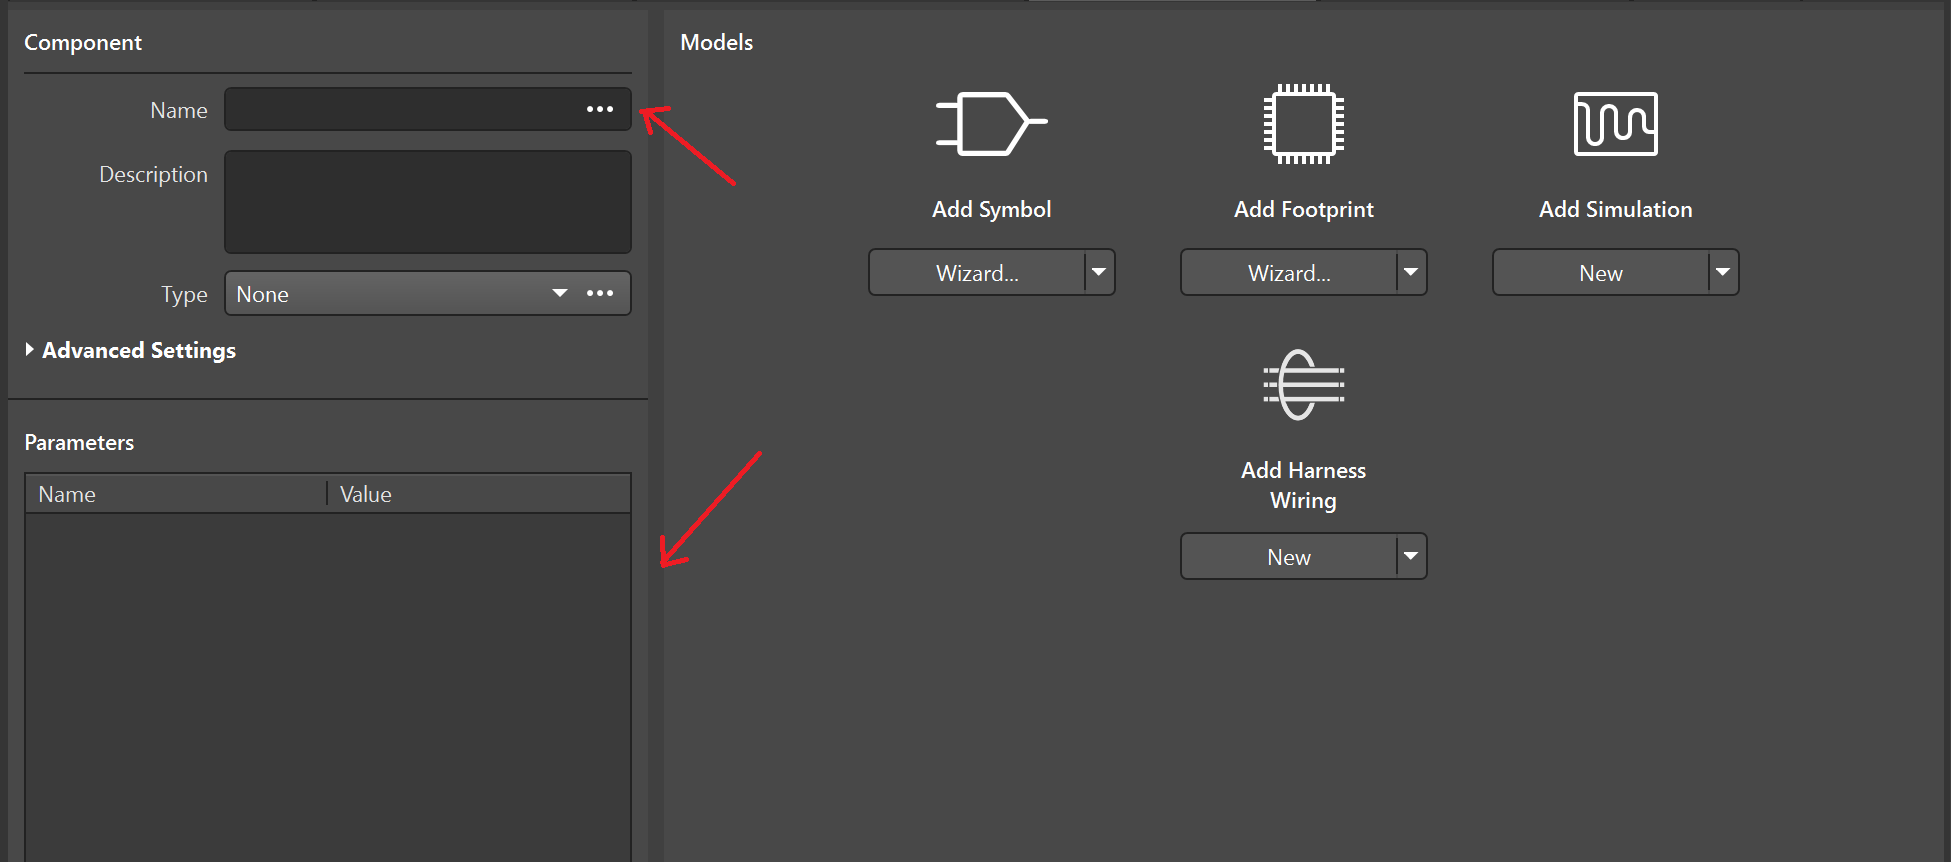 Component
Name
Description
Type None
Advanced Settings
Parameters
Name Value
Models
Add Symbol
Wizard...
Add Footprint
Wizard...
Add Simulation
New
Add Harness
Wiring
New